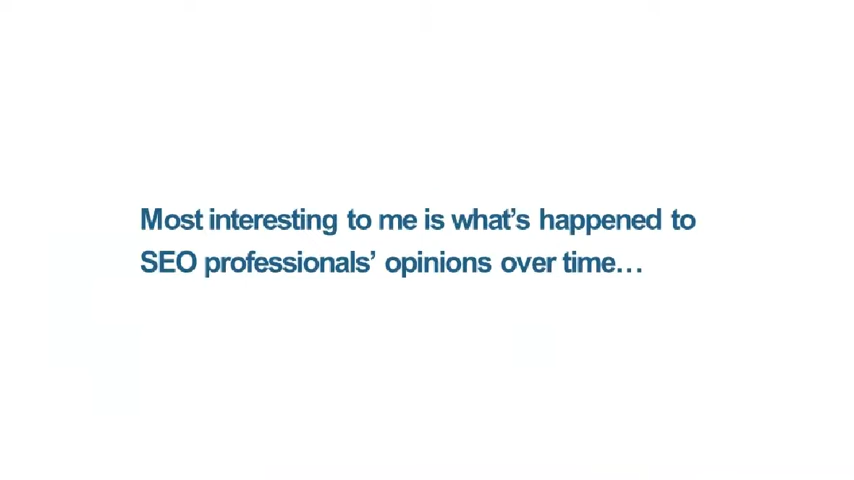 Most interesting to me is what’s happened to
SEO professionals’ opinions over time…